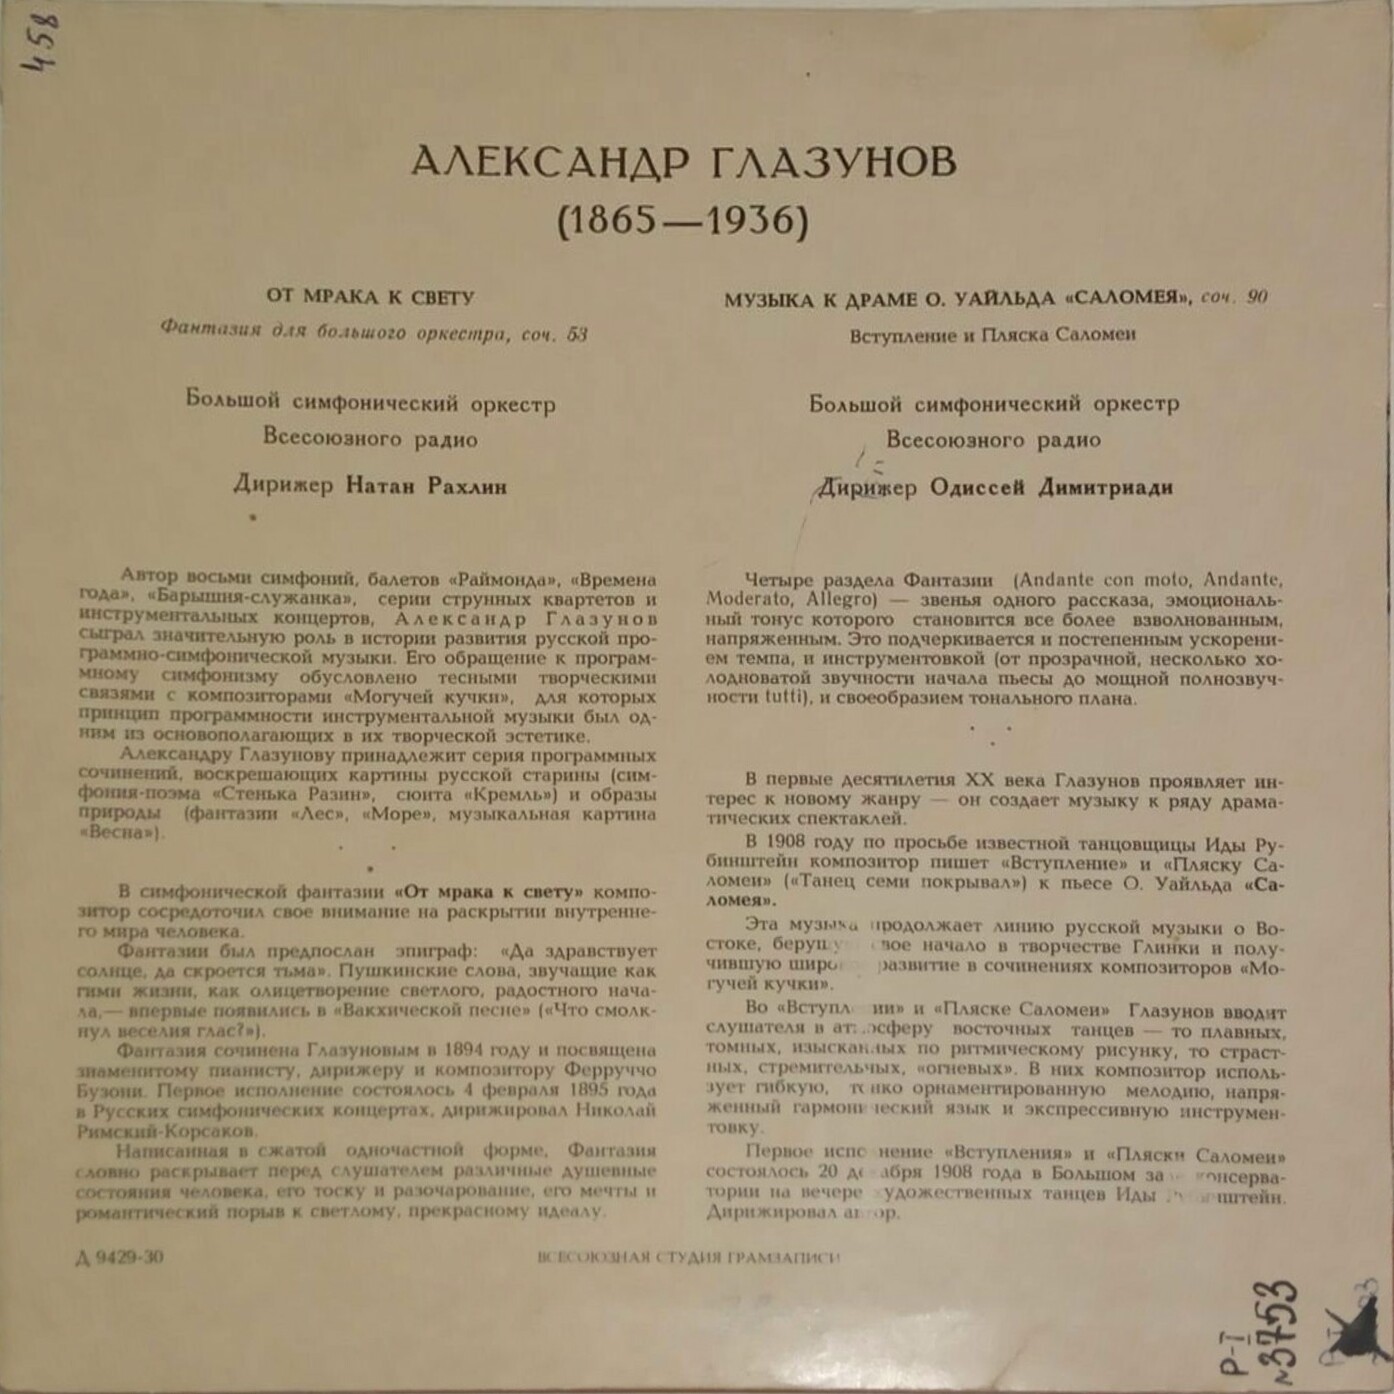 458
АЛЕКСАНДР ГЛАЗУНОВ
(1865—1936)
ОТ МРАКА К СВЕТУ
Фантазия для большого оркестра, соч. 53
Большой симфонический оркестр
Всесоюзного радио
Дирижер Натан Рахлин
Автор восьми симфоний, балетов «Раймонда», «Времена
года», «Барышня-служанка», серии струнных квартетов и
инструментальных концертов, Александр Глазунов
сыграл значительную роль в истории развития русской про-
граммно-симфонической музыки. Его обращение к програм-
мному симфонизму обусловлено тесными творческими
связями с композиторами «Могучей кучки», для которых
принцип программности инструментальной музыки был од-
ним из основополагающих в их творческой эстетике.
Александру Глазунову принадлежит серия программных
сочинений, воскрешающих картины русской старины (сим-
фония-поэма «Стенька Разин», сюита «Кремль») и образы
природы (фантазии «Лес», «Море», музыкальная картина
«Весна»).
В симфонической фантазии «От мрака к свету» компо-
зитор сосредоточил свое внимание на раскрытии внутренне-
го мира человека.
Фантазии был предпослан эпиграф: «Да здравствует
солнце, да скроется тьма». Пушкинские слова, звучащие как
гимн жизни, как олицетворение светлого, радостного нача-
ла,— впервые появились в «Вакхической песне» («Что смолк-
нул веселия глас?»).
Фантазия сочинена Глазуновым в 1894 году и посвящена
знаменитому пианисту, дирижеру и композитору Ферруччо
Бузони. Первое исполнение состоялось 4 февраля 1895 года
в Русских симфонических концертах, дирижировал Николай
Римский-Корсаков.
Написанная в сжатой одночастной форме, Фантазия
словно раскрывает перед слушателем различные душевные
состояния человека, его тоску и разочарование, его мечты и
романтический порыв к светлому, прекрасному идеалу.
МУЗЫКА К ДРАМЕ О. УАЙЛЬДА «САЛОМЕЯ», соч. 90
Вступление и Пляска Саломеи
Большой симфонический оркестр
Всесоюзного радио
Дирижер Одиссей Димитриади
Четыре раздела Фантазии (Andante con moto, Andante,
Moderato, Allegro) — звенья одного рассказа, эмоциональ-
ный тонус которого становится все более взволнованным,
напряженным. Это подчеркивается и постепенным ускорени-
ем темпа, и инструментовкой (от прозрачной, несколько хо-
лодноватой звучности начала пьесы до мощной полнозвуч-
ности tutti), и своеобразием тонального плана.
В первые десятилетия XX века Глазунов проявляет ин-
терес к новому жанру — он создает музыку к ряду драма-
тических спектаклей.
В 1908 году по просьбе известной танцовщицы Иды Ру-
бинштейн композитор пишет «Вступление» и «Пляску Са-
ломеи» («Танец семи покрывал») к пьесе О. Уайльда «Са-
ломея».
Эта музыка продолжает линию русской музыки о Во-
стоке, берущую свое начало в творчестве Глинки и полу-
чившую широкое развитие в сочинениях композиторов «Мо-
гучей кучки».
Во «Вступлении» и «Пляске Саломеи» Глазунов вводит
слушателя в атмосферу восточных танцев — то плавных,
томных, изысканных по ритмическому рисунку, то страст-
ных, стремительных, «огневых». В них композитор исполь-
зует гибкую, тонко орнаментированную мелодию, напря-
женный гармонический язык и экспрессивную инструмен-
товку.
Первое исполнение «Вступления» и «Пляски Саломеи»
состоялось 20 декабря 1908 года в Большом зале консерва-
тории на вечере художественных танцев Иды Рубинштейн.
Дирижировал автор.
Д 9429-30
ВСЕСОЮЗНАЯ СТУДИЯ ГРАМЗАПИСИ
Р-I
№3753